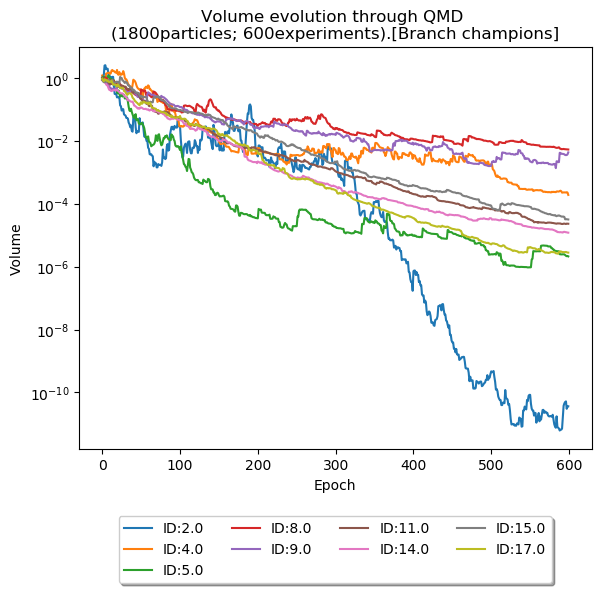 Volume evolution through QMD
(1800particles; 600experiments).[Branch champions]
Volume
10^0
10^-2
10^-4
10^-6
10^-8
10^-10
0 100 200 300 400 500 600
Epoch
ID:2.0 ID:8.0 ID:11.0 ID:15.0
ID:4.0 ID:9.0 ID:14.0 ID:17.0
ID:5.0